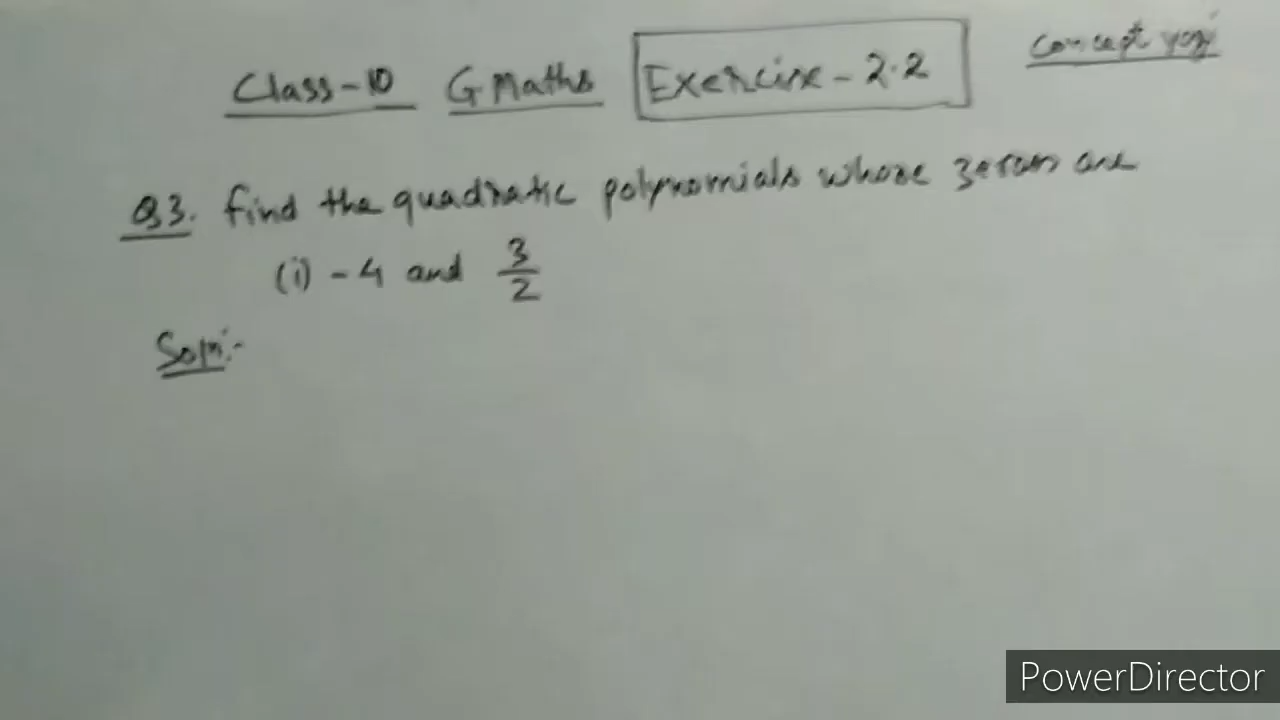 Class-10 G.Maths Exercise-2.2 Concept yogi
Q3. find the quadratic polynomials whose zeros are
(i) -4 and 3/2
Soln:-
PowerDirector